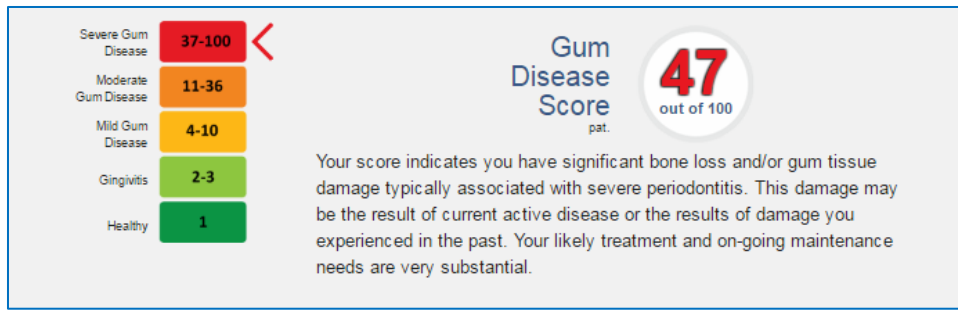 Severe Gum
Disease
37-100
Moderate
Gum Disease
11-36
Mild Gum
Disease
4-10
Gingivitis
2-3
Healthy
1
Gum
Disease
Score
pat.
47
out of 100
Your score indicates you have significant bone loss and/or gum tissue
damage typically associated with severe periodontitis. This damage may
be the result of current active disease or the results of damage you
experienced in the past. Your likely treatment and on-going maintenance
needs are very substantial.